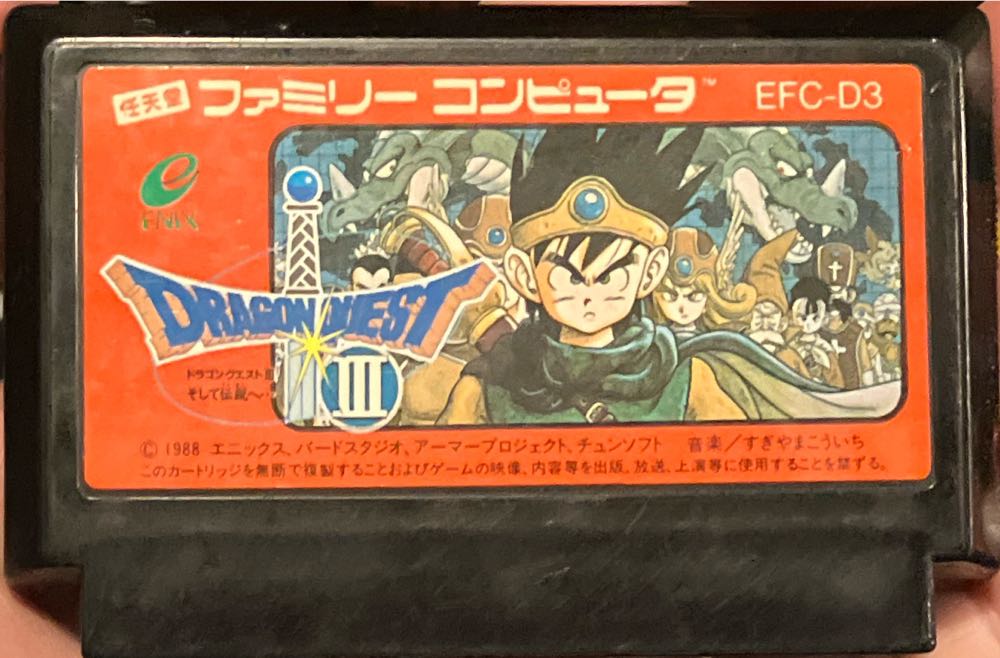 任天堂 ファミリー コンピュータ™ EFC-D3
ENIX
DRAGON QUEST
III
ドラゴンクエストIII
そして伝説へ…
© 1988 エニックス、バードスタジオ、アーマープロジェクト、チュンソフト 音楽/すぎやまこういち
このカートリッジを無断で複製することおよびゲームの映像、内容等を出版、放送、上演等に使用することを禁ずる。